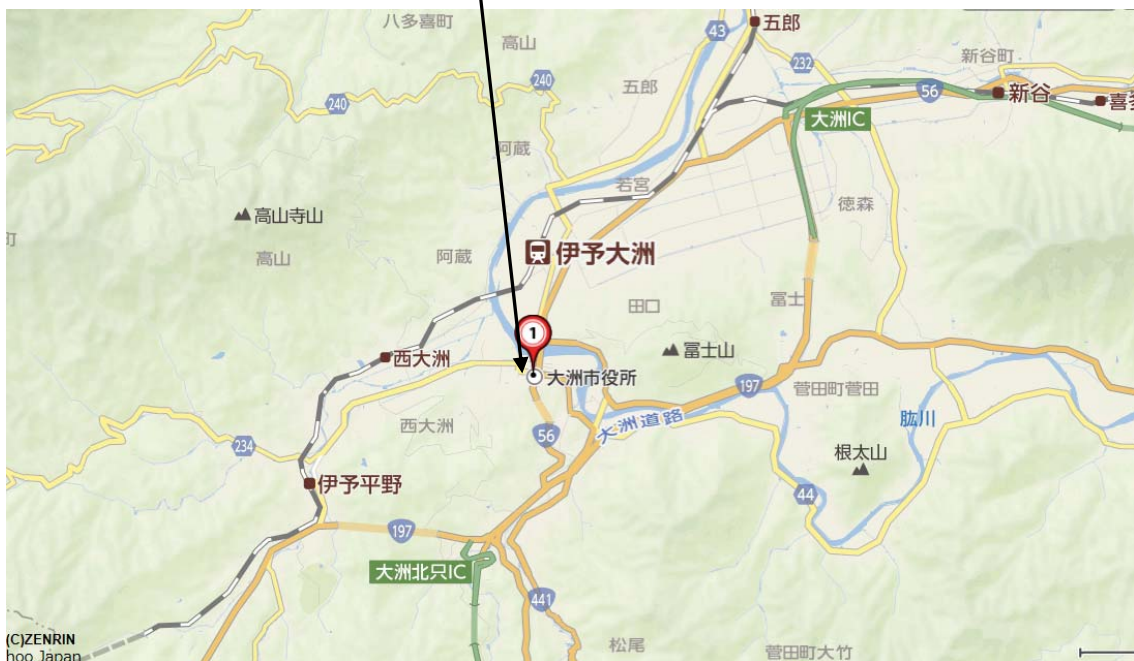 八多喜町
五郎
43
高山
新谷町
240
232
五郎
56
新谷
240
喜多
大洲IC
阿蔵
若宮
徳森
高山寺山
町
伊予大洲
高山
阿蔵
田口
冨士
1
冨士山
西大洲
大洲市役所
197
菅田町菅田
西大洲
大洲道路
肱川
56
234
根太山
伊予平野
44
197
大洲北只IC
441
(C)ZENRIN
松尾
hoo Japan
菅田町大竹